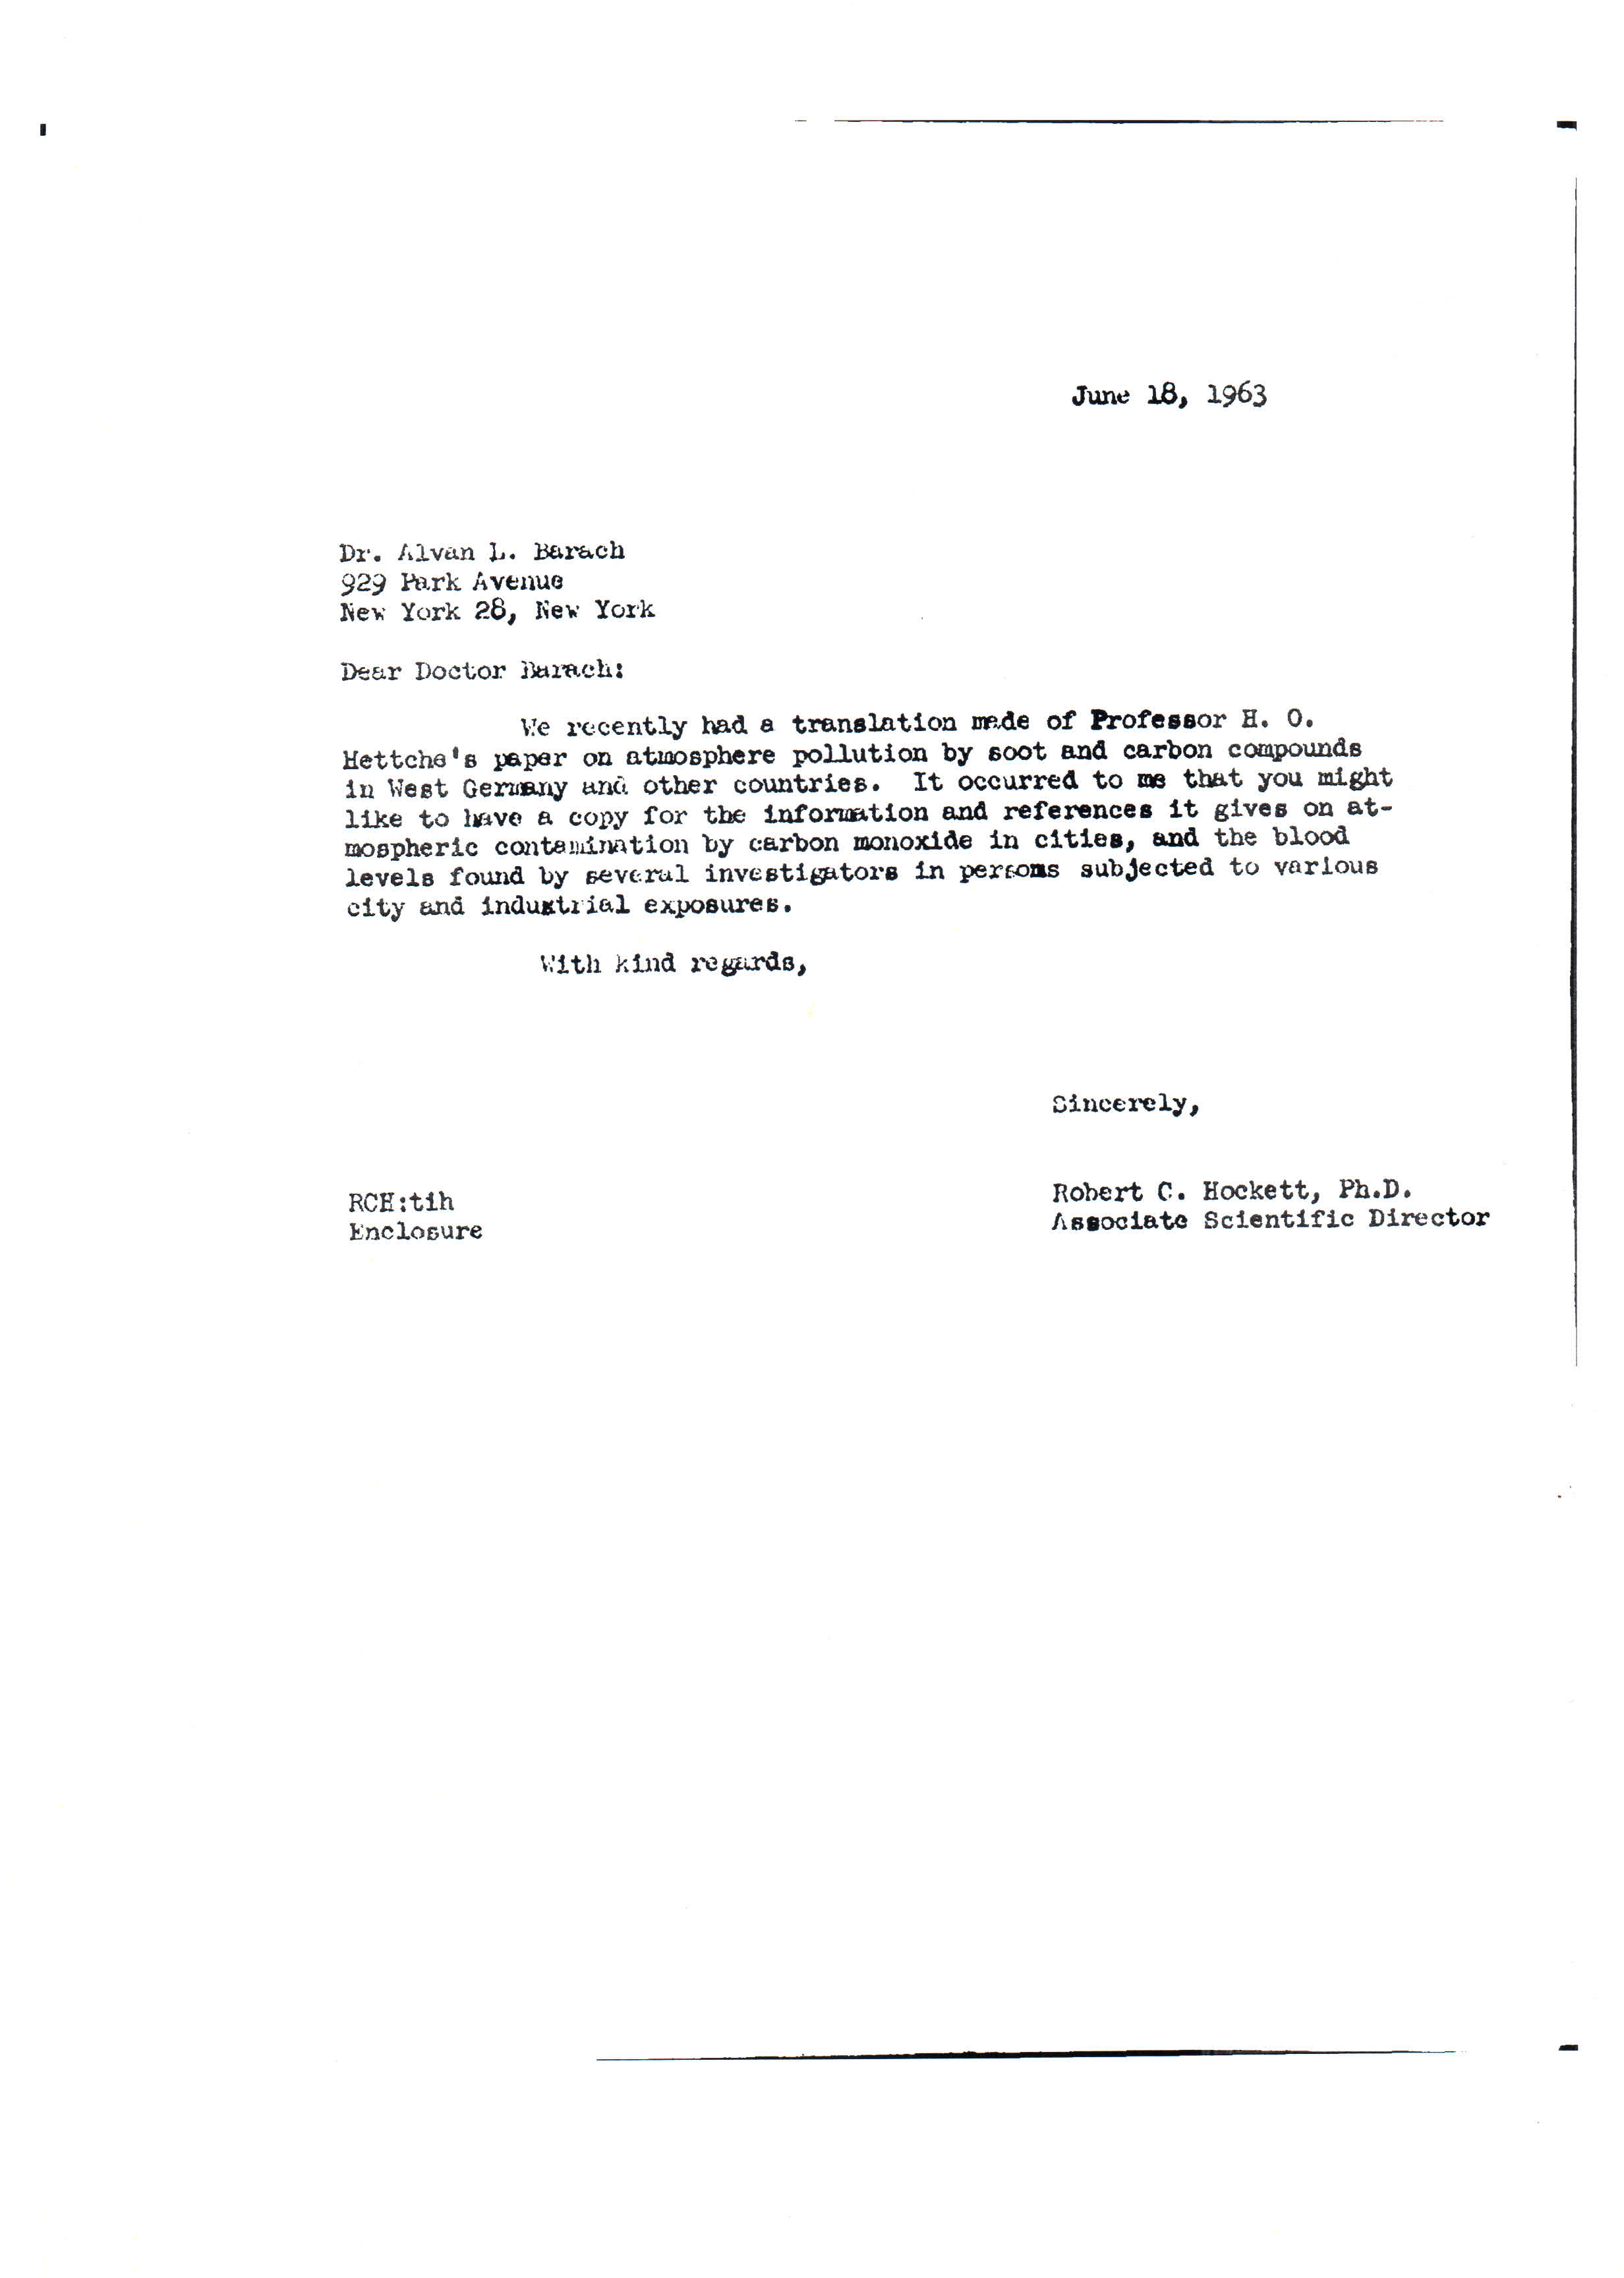 June 18, 1963
Dr. Alvan L. Barach
929 Park Avenue
New York 28, New York
Dear Doctor Barach:
We recently had a translation made of Professor H. O.
Hettche's paper on atmosphere pollution by soot and carbon compounds
in West Germany and other countries. It occurred to me that you might
like to have a copy for the information and references it gives on at-
mospheric contamination by carbon monoxide in cities, and the blood
levels found by several investigators in persons subjected to various
city and industrial exposures.
With kind regards,
Sincerely,
Robert C. Hockett, Ph.D.
Associate Scientific Director
RCH:tih
Enclosure